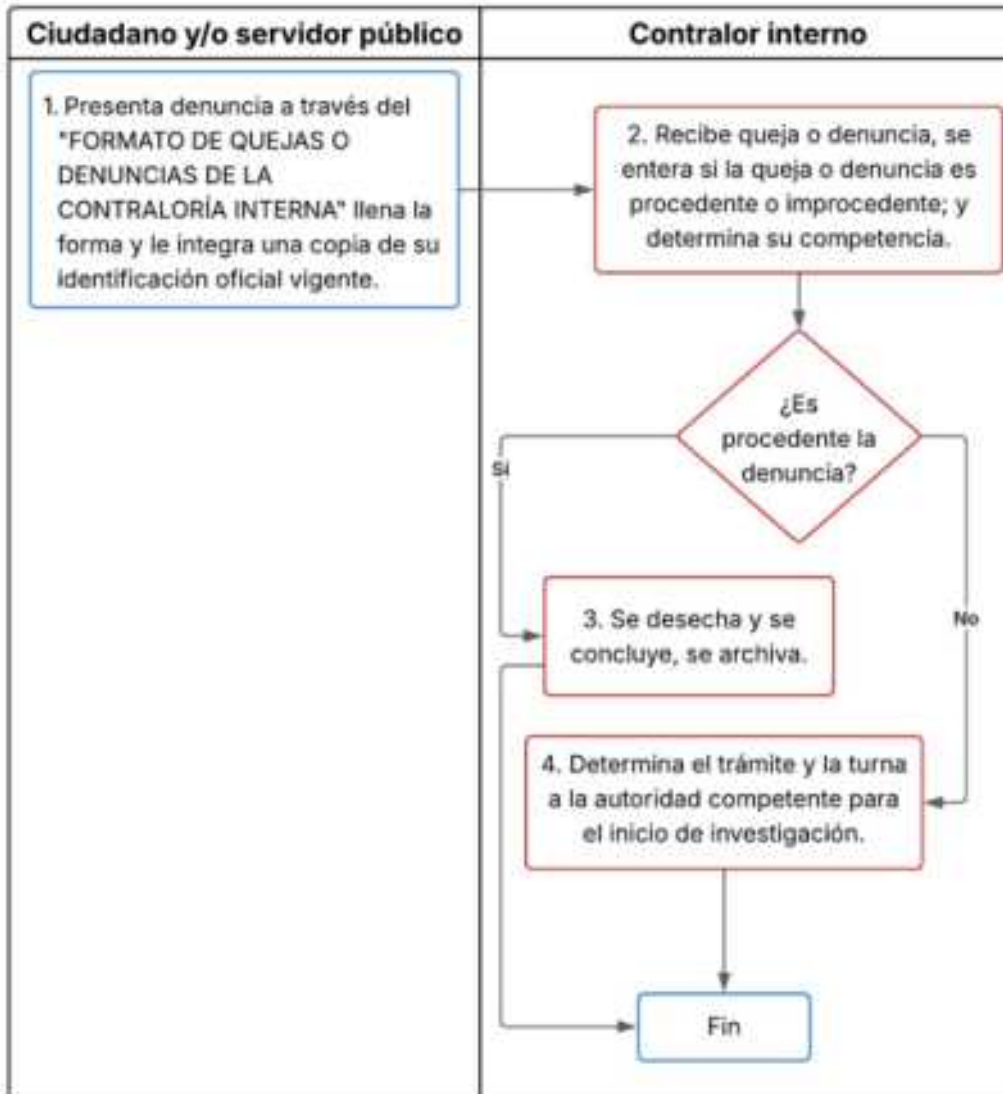 Ciudadano y/o servidor público
Contralor interno
1. Presenta denuncia a través del
"FORMATO DE QUEJAS O
DENUNCIAS DE LA
CONTRALORÍA INTERNA" llena la
forma y le integra una copia de su
identificación oficial vigente.
2. Recibe queja o denuncia, se
entera si la queja o denuncia es
procedente o improcedente; y
determina su competencia.
¿Es
procedente la
denuncia?
Si
No
3. Se desecha y se
concluye, se archiva.
4. Determina el trámite y la turna
a la autoridad competente para
el inicio de investigación.
Fin